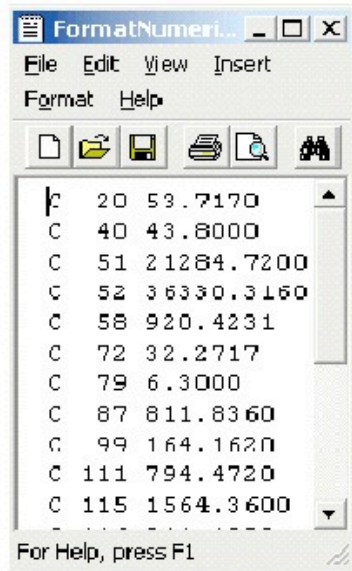 FormatNumeri...
File Edit View Insert
Format Help
C 20 53.7170
C 40 43.8000
C 51 21284.7200
C 52 36330.3160
C 58 920.4231
C 72 32.2717
C 79 6.3000
C 87 811.8360
C 99 164.1620
C 111 794.4720
C 115 1564.3600
For Help, press F1